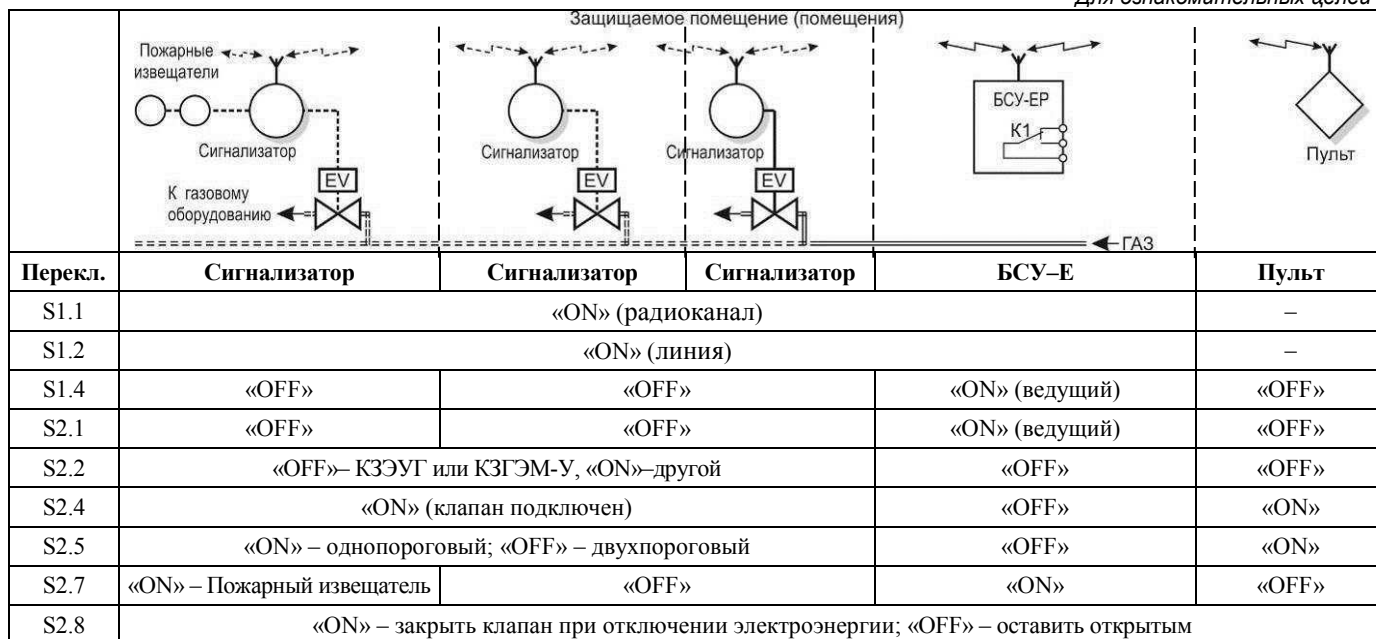 Для ознакомительных целей
Защищаемое помещение (помещения)
Пожарные
извещатели
Сигнализатор
Сигнализатор
Сигнализатор
БСУ-ЕР
К1
Пульт
EV
EV
EV
К газовому
оборудованию
ГАЗ
Перекл. Сигнализатор Сигнализатор Сигнализатор БСУ–Е Пульт
S1.1 «ON» (радиоканал) –
S1.2 «ON» (линия) –
S1.4 «OFF» «OFF» «ON» (ведущий) «OFF»
S2.1 «OFF» «OFF» «ON» (ведущий) «OFF»
S2.2 «OFF»– КЗЭУГ или КЗГЭМ-У, «ON»–другой «OFF» «OFF»
S2.4 «ON» (клапан подключен) «OFF» «ON»
S2.5 «ON» – однопороговый; «OFF» – двухпороговый «OFF» «ON»
S2.7 «ON» – Пожарный извещатель «OFF» «ON» «OFF»
S2.8 «ON» – закрыть клапан при отключении электроэнергии; «OFF» – оставить открытым